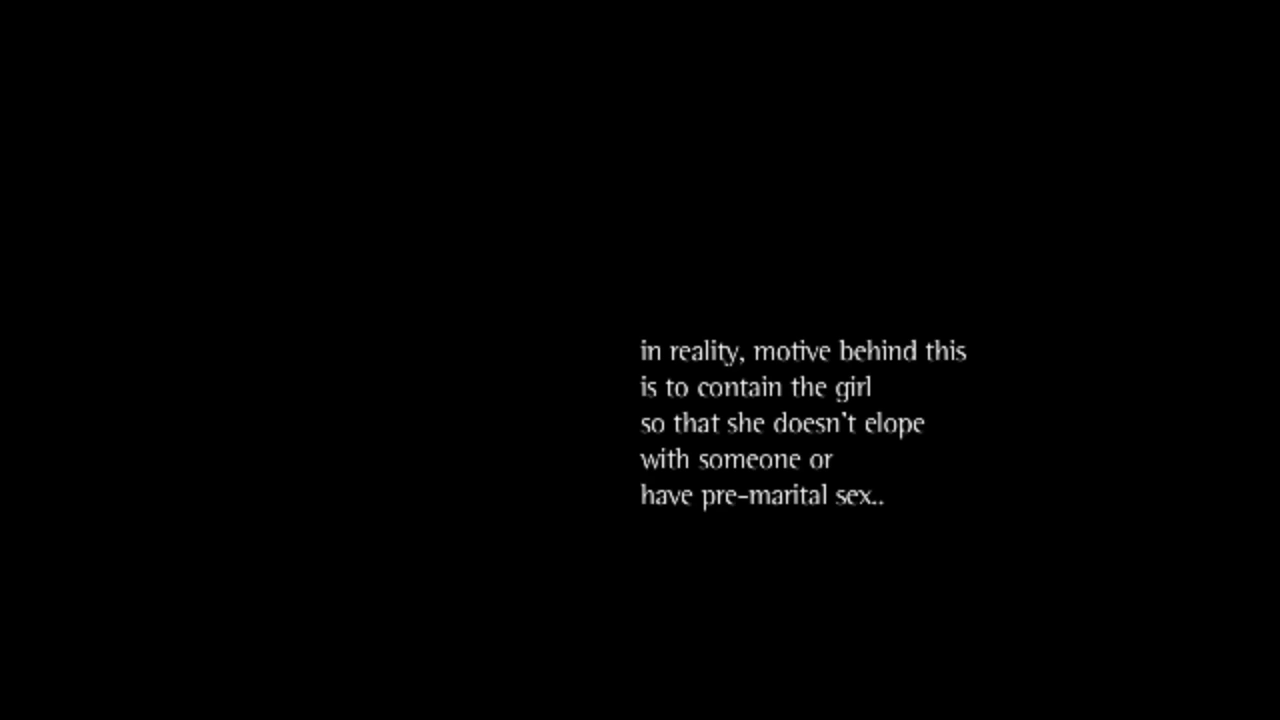 in reality, motive behind this
is to contain the girl
so that she doesn't elope
with someone or
have pre-marital sex..